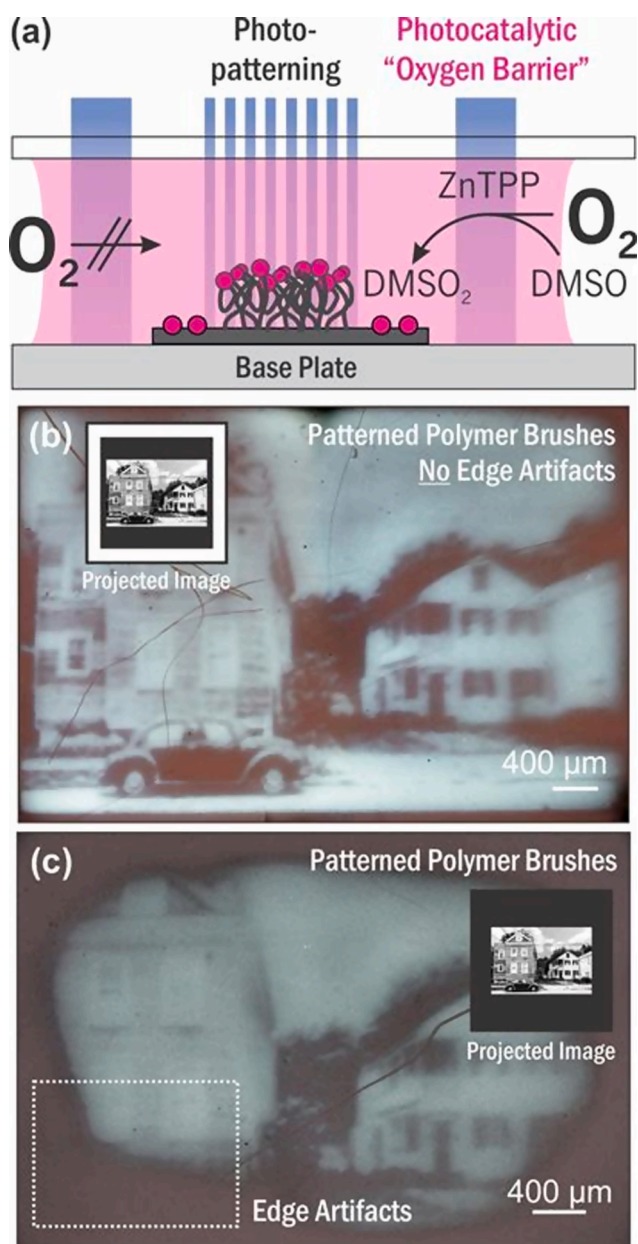 (a)
Photo-
patterning
Photocatalytic
“Oxygen Barrier”
O₂
ZnTPP
O₂
DMSO₂
DMSO
Base Plate
(b)
Patterned Polymer Brushes
No Edge Artifacts
Projected Image
400 μm
(c)
Patterned Polymer Brushes
Projected Image
Edge Artifacts
400 μm